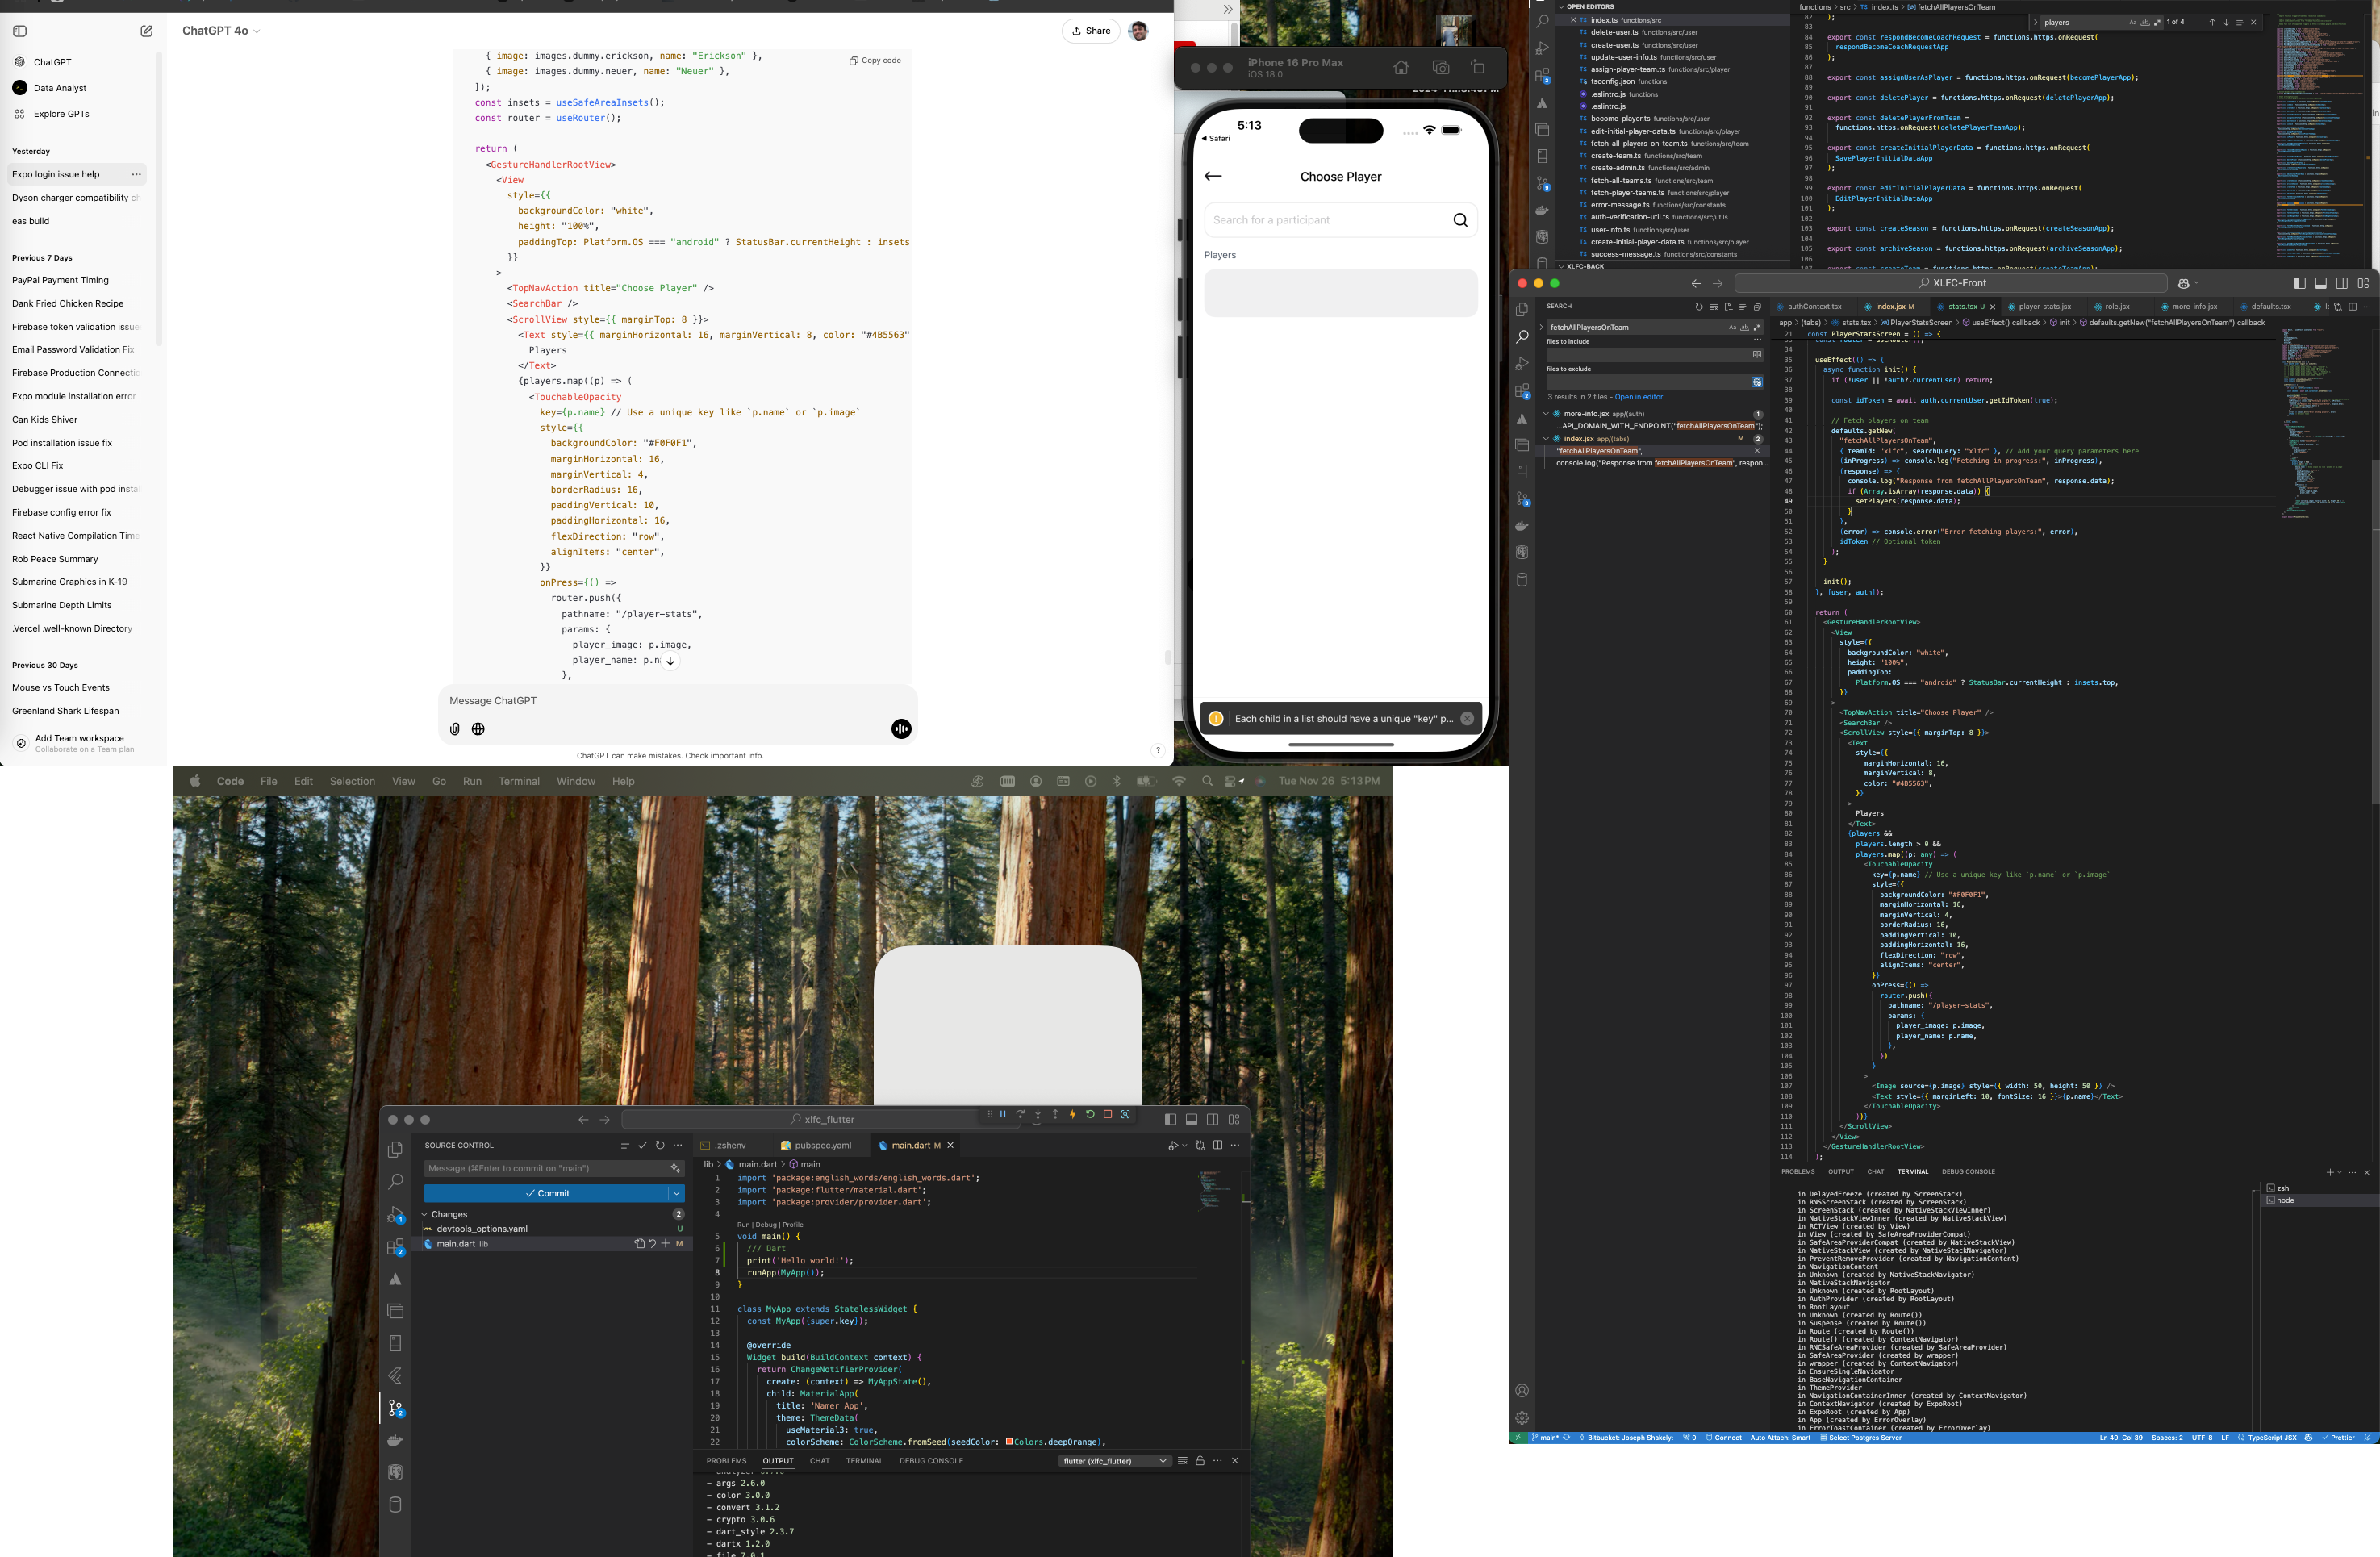 ChatGPT 4o
Share
ChatGPT
Data Analyst
Explore GPTs
Yesterday
Expo login issue help
Dyson charger compatibility ch
eas build
Previous 7 Days
PayPal Payment Timing
Dank Fried Chicken Recipe
Firebase token validation issue
Email Password Validation Fix
Firebase Production Connectio
Expo module installation error
Can Kids Shiver
Pod installation issue fix
Expo CLI Fix
Debugger issue with pod insta
Firebase config error fix
React Native Compilation Time
Rob Peace Summary
Submarine Graphics in K-19
Submarine Depth Limits
.Vercel .well-known Directory
Previous 30 Days
Mouse vs Touch Events
Greenland Shark Lifespan
Add Team workspace
Collaborate on a Team plan
Copy code
{ image: images.dummy.erickson, name: "Erickson" },
{ image: images.dummy.neuer, name: "Neuer" },
]);
const insets = useSafeAreaInsets();
const router = useRouter();
return (
<GestureHandlerRootView>
<View
style={{
backgroundColor: "white",
height: "100%",
paddingTop: Platform.OS === "android" ? StatusBar.currentHeight : insets
}}
>
<TopNavAction title="Choose Player" />
<SearchBar />
<ScrollView style={{ marginTop: 8 }}>
<Text style={{ marginHorizontal: 16, marginVertical: 8, color: "#4B5563"
Players
</Text>
{players.map((p) => (
<TouchableOpacity
key={p.name} // Use a unique key like `p.name` or `p.image`
style={{
backgroundColor: "#F0F0F1",
marginHorizontal: 16,
marginVertical: 4,
borderRadius: 16,
paddingVertical: 10,
paddingHorizontal: 16,
flexDirection: "row",
alignItems: "center",
}}
onPress={() =>
router.push({
pathname: "/player-stats",
params: {
player_image: p.image,
player_name: p.n
},
Message ChatGPT
ChatGPT can make mistakes. Check important info.
?
iPhone 16 Pro Max
iOS 18.0
5:13
Safari
Choose Player
Search for a participant
Players
Each child in a list should have a unique "key" p...
OPEN EDITORS
index.ts functions/src
delete-user.ts functions/src/user
create-user.ts functions/src/user
update-user-info.ts functions/src/user
assign-player-team.ts functions/src/player
tsconfig.json functions
.eslintrc.js functions
.eslintrc.js
become-player.ts functions/src/user
edit-initial-player-data.ts functions/src/player
fetch-all-players-on-team.ts functions/src/team
create-team.ts functions/src/team
create-admin.ts functions/src/admin
fetch-all-teams.ts functions/src/team
fetch-player-teams.ts functions/src/player
error-message.ts functions/src/constants
auth-verification-util.ts functions/src/utils
user-info.ts functions/src/user
create-initial-player-data.ts functions/src/player
success-message.ts functions/src/constants
XLFC-BACK
functions > src > index.ts > fetchAllPlayersOnTeam
players
1 of 4
82 );
83
84 export const respondBecomeCoachRequest = functions.https.onRequest(
85 respondBecomeCoachRequestApp
86 );
87
88 export const assignUserAsPlayer = functions.https.onRequest(becomePlayerApp);
89
90 export const deletePlayer = functions.https.onRequest(deletePlayerApp);
91
92 export const deletePlayerFromTeam =
93 functions.https.onRequest(deletePlayerTeamApp);
94
95 export const createInitialPlayerData = functions.https.onRequest(
96 SavePlayerInitialDataApp
97 );
98
99 export const editInitialPlayerData = functions.https.onRequest(
100 EditPlayerInitialDataApp
101 );
102
103 export const createSeason = functions.https.onRequest(createSeasonApp);
104
105 export const archiveSeason = functions.https.onRequest(archiveSeasonApp);
106
XLFC-Front
SEARCH
fetchAllPlayersOnTeam
files to include
files to exclude
3 results in 2 files - Open in editor
more-info.jsx app/(auth) 1
...API_DOMAIN_WITH_ENDPOINT("fetchAllPlayersOnTeam");
index.jsx app/(tabs) M 2
"fetchAllPlayersOnTeam",
console.log("Response from fetchAllPlayersOnTeam", respon...
authContext.tsx
index.jsx M
stats.tsx U
player-stats.jsx
role.jsx
more-info.jsx
defaults.tsx
app > (tabs) > stats.tsx > PlayerStatsScreen > useEffect() callback > init > defaults.getNew("fetchAllPlayersOnTeam") callback
21 const PlayerStatsScreen = () => {
34
35 useEffect(() => {
36 async function init() {
37 if (!user || !auth?.currentUser) return;
38
39 const idToken = await auth.currentUser.getIdToken(true);
40
41 // Fetch players on team
42 defaults.getNew(
43 "fetchAllPlayersOnTeam",
44 { teamId: "xlfc", searchQuery: "xlfc" }, // Add your query parameters here
45 (inProgress) => console.log("Fetching in progress:", inProgress),
46 (response) => {
47 console.log("Response from fetchAllPlayersOnTeam", response.data);
48 if (Array.isArray(response.data)) {
49 setPlayers(response.data);
50 }
51 },
52 (error) => console.error("Error fetching players:", error),
53 idToken // Optional token
54 );
55 }
56
57 init();
58 }, [user, auth]);
59
60 return (
61 <GestureHandlerRootView>
62 <View
63 style={{
64 backgroundColor: "white",
65 height: "100%",
66 paddingTop:
67 Platform.OS === "android" ? StatusBar.currentHeight : insets.top,
68 }}
69 >
70 <TopNavAction title="Choose Player" />
71 <SearchBar />
72 <ScrollView style={{ marginTop: 8 }}>
73 <Text
74 style={{
75 marginHorizontal: 16,
76 marginVertical: 8,
77 color: "#4B5563",
78 }}
79 >
80 Players
81 </Text>
82 {players &&
83 players.length > 0 &&
84 players.map((p: any) => (
85 <TouchableOpacity
86 key={p.name} // Use a unique key like `p.name` or `p.image`
87 style={{
88 backgroundColor: "#F0F0F1",
89 marginHorizontal: 16,
90 marginVertical: 4,
91 borderRadius: 16,
92 paddingVertical: 10,
93 paddingHorizontal: 16,
94 flexDirection: "row",
95 alignItems: "center",
96 }}
97 onPress={() =>
98 router.push({
99 pathname: "/player-stats",
100 params: {
101 player_image: p.image,
102 player_name: p.name,
103 },
104 })
105 }
106 >
107 <Image source={p.image} style={{ width: 50, height: 50 }} />
108 <Text style={{ marginLeft: 10, fontSize: 16 }}>{p.name}</Text>
109 </TouchableOpacity>
110 ))}
111 </ScrollView>
112 </View>
113 </GestureHandlerRootView>
114 );
PROBLEMS OUTPUT CHAT TERMINAL DEBUG CONSOLE
zsh
node
in DelayedFreeze (created by ScreenStack)
in RNSScreenStack (created by ScreenStack)
in ScreenStack (created by NativeStackViewInner)
in NativeStackViewInner (created by NativeStackView)
in RCTView (created by View)
in View (created by SafeAreaProviderCompat)
in SafeAreaProviderCompat (created by NativeStackView)
in NativeStackView (created by NativeStackNavigator)
in PreventRemoveProvider (created by NavigationContent)
in NavigationContent
in Unknown (created by NativeStackNavigator)
in NativeStackNavigator
in Unknown (created by RootLayout)
in AuthProvider (created by RootLayout)
in RootLayout
in Unknown (created by Route())
in Suspense (created by Route())
in Route (created by Route())
in Route() (created by ContextNavigator)
in RNCSafeAreaProvider (created by SafeAreaProvider)
in SafeAreaProvider (created by wrapper)
in wrapper (created by ContextNavigator)
in EnsureSingleNavigator
in BaseNavigationContainer
in ThemeProvider
in NavigationContainerInner (created by ContextNavigator)
in ContextNavigator (created by ExpoRoot)
in ExpoRoot (created by App)
in App (created by ErrorOverlay)
in ErrorToastContainer (created by ErrorOverlay)
main* Bitbucket: Joseph Shakely: 0 Connect Auto Attach: Smart Select Postgres Server Ln 49, Col 39 Spaces: 2 UTF-8 LF TypeScript JSX Prettier
Code File Edit Selection View Go Run Terminal Window Help Tue Nov 26 5:13 PM
xlfc_flutter
SOURCE CONTROL
Message (⌘Enter to commit on "main")
Commit
Changes 2
devtools_options.yaml U
main.dart lib M
.zshenv
pubspec.yaml
main.dart M
lib > main.dart > main
1 import 'package:english_words/english_words.dart';
2 import 'package:flutter/material.dart';
3 import 'package:provider/provider.dart';
4
Run | Debug | Profile
5 void main() {
6 /// Dart
7 print('Hello world!');
8 runApp(MyApp());
9 }
10
11 class MyApp extends StatelessWidget {
12 const MyApp({super.key});
13
14 @override
15 Widget build(BuildContext context) {
16 return ChangeNotifierProvider(
17 create: (context) => MyAppState(),
18 child: MaterialApp(
19 title: 'Namer App',
20 theme: ThemeData(
21 useMaterial3: true,
22 colorScheme: ColorScheme.fromSeed(seedColor: Colors.deepOrange),
PROBLEMS OUTPUT CHAT TERMINAL DEBUG CONSOLE
flutter (xlfc_flutter)
- args 2.6.0
- color 3.0.0
- convert 3.1.2
- crypto 3.0.6
- dart_style 2.3.7
- dartx 1.2.0